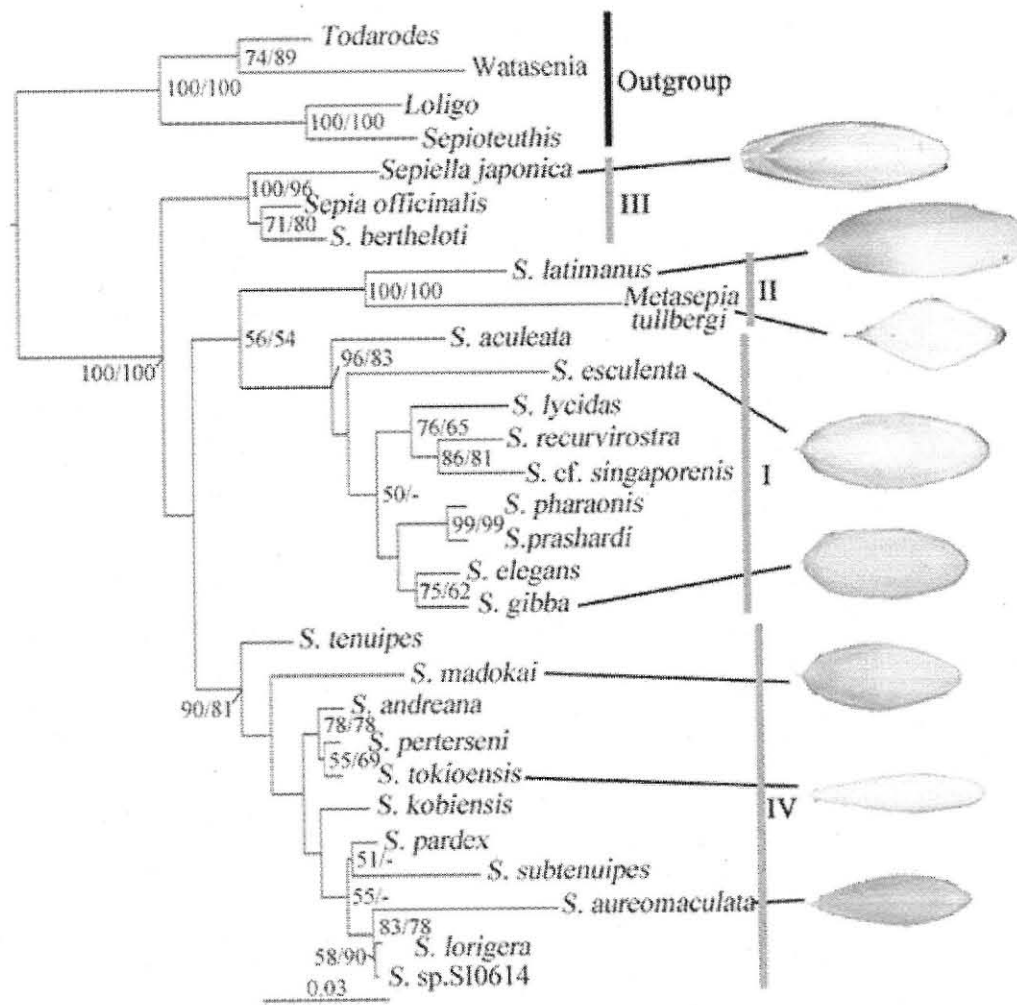 Todarodes
74/89
Watasenia
Outgroup
100/100
Loligo
100/100
Sepioteuthis
Sepiella japonica
100/96
III
Sepia officinalis
71/80
S. bertheloti
S. latimanus
II
100/100
Metasepia
tullbergi
56/54
S. aculeata
96/83
100/100
S. esculenta
S. lycidas
76/65
S. recurvirostra
86/81
S. cf. singaporenis
I
50/-
S. pharaonis
99/99
S.prashardi
S. elegans
75/62
S. gibba
S. tenuipes
S. madokai
90/81
S. andreana
78/78
S. perterseni
55/69
S. tokioensis
IV
S. kobiensis
S. pardex
51/-
S. subtenuipes
55/-
S. aureomaculata
83/78
S. lorigera
58/90
S. sp.SI0614
0.03